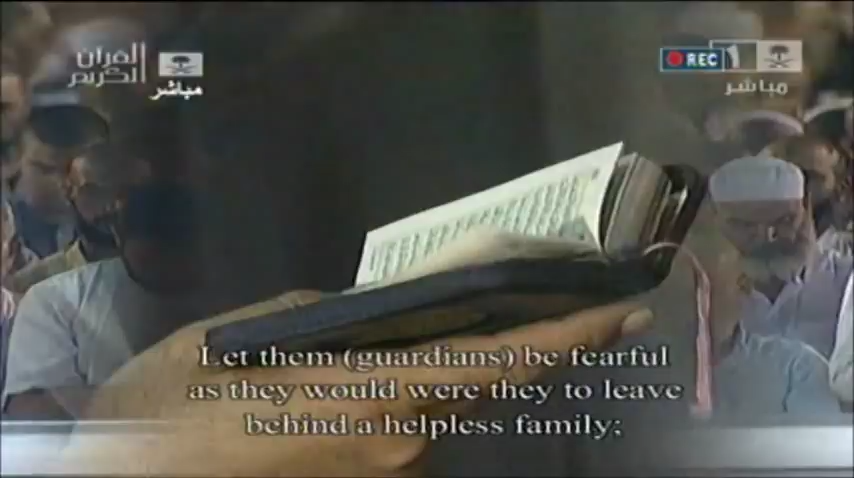 القرآن
الكريم
مباشر
REC
1
مباشر
Let them (guardians) be fearful
as they would were they to leave
behind a helpless family;